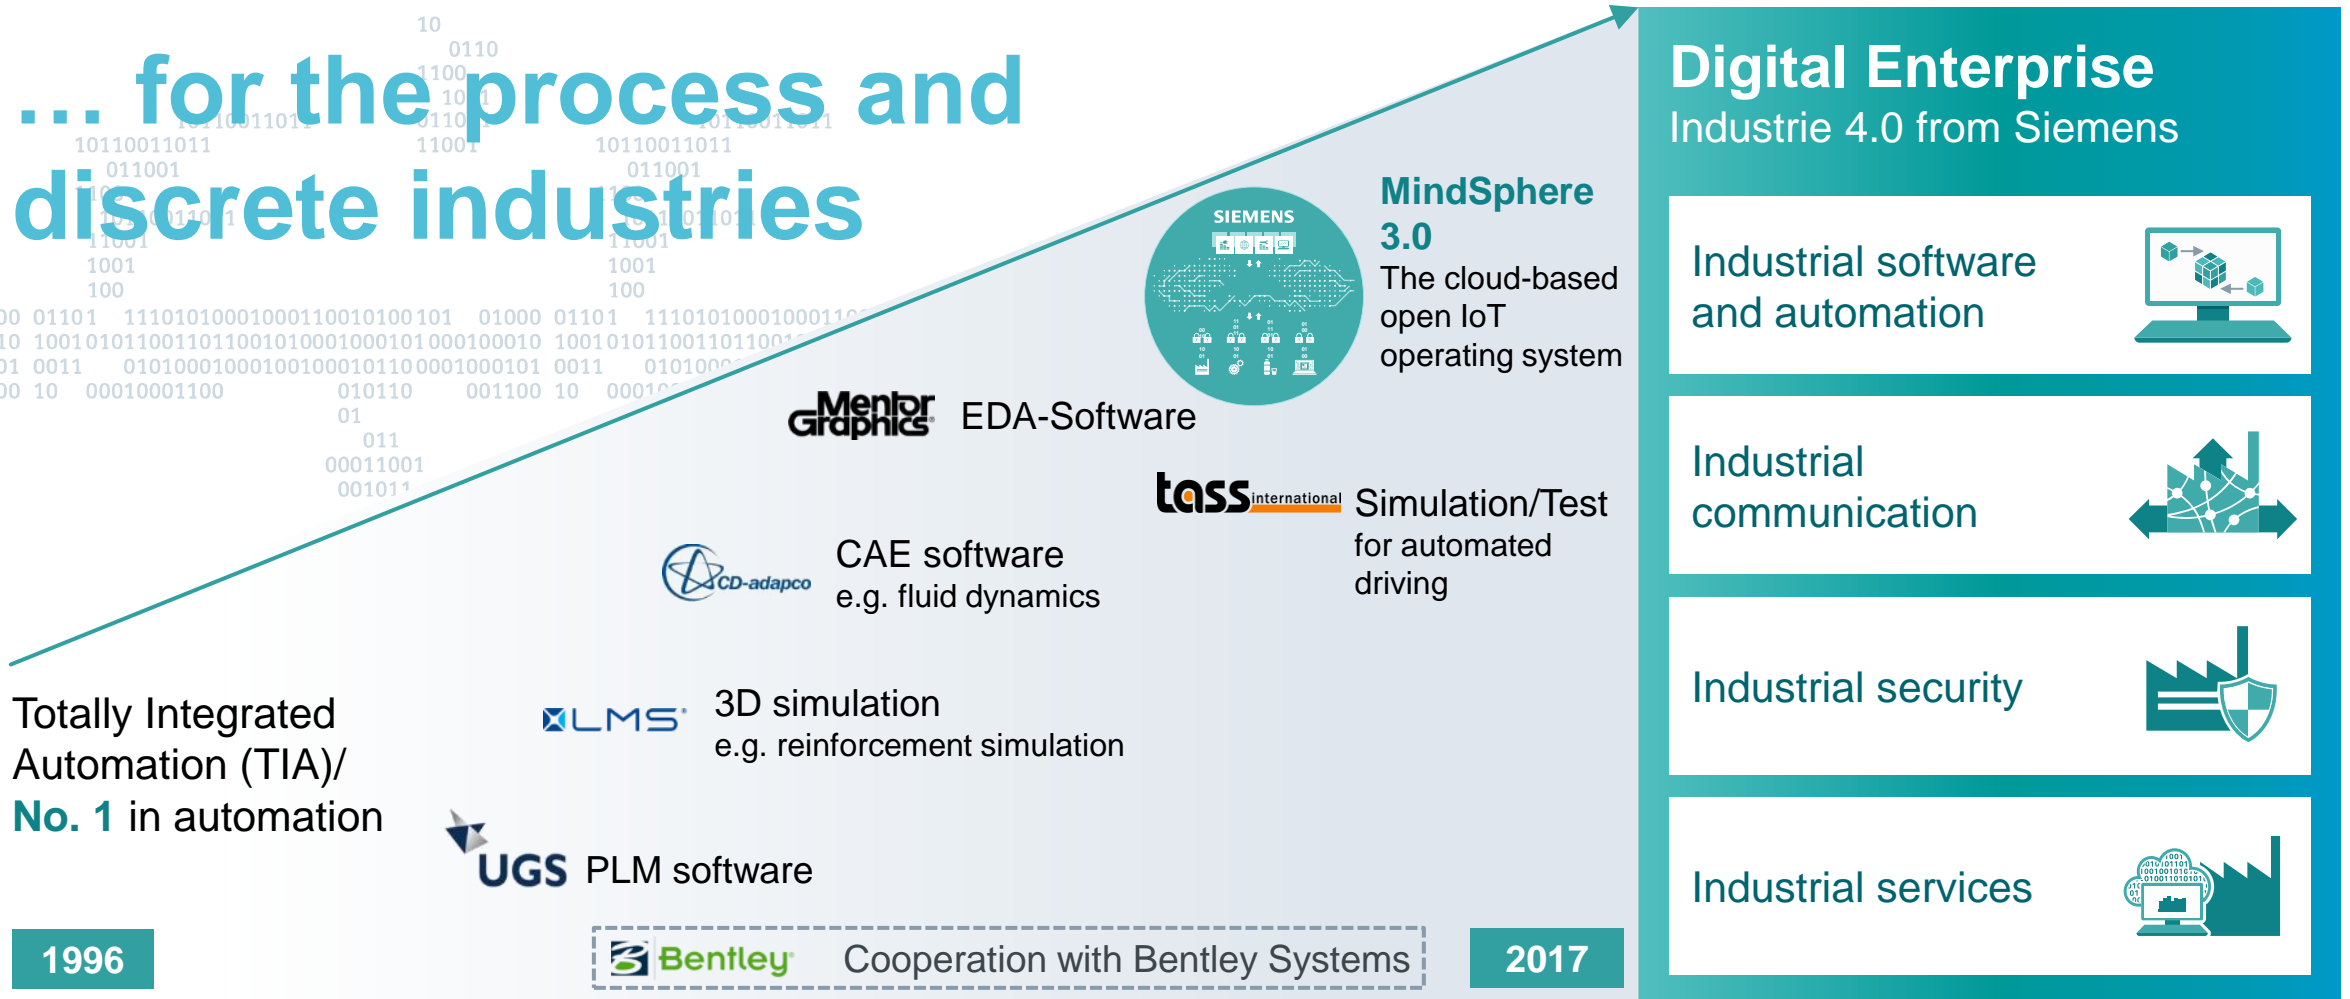 … for the process and
discrete industries
Digital Enterprise
Industrie 4.0 from Siemens
SIEMENS
MindSphere
3.0
The cloud-based
open IoT
operating system
Mentor
Graphics®
EDA-Software
tass international
Simulation/Test
for automated
driving
CD-adapco
CAE software
e.g. fluid dynamics
LMS®
3D simulation
e.g. reinforcement simulation
UGS
PLM software
Totally Integrated
Automation (TIA)/
No. 1 in automation
Bentley®
Cooperation with Bentley Systems
1996
2017
Industrial software
and automation
Industrial
communication
Industrial security
Industrial services